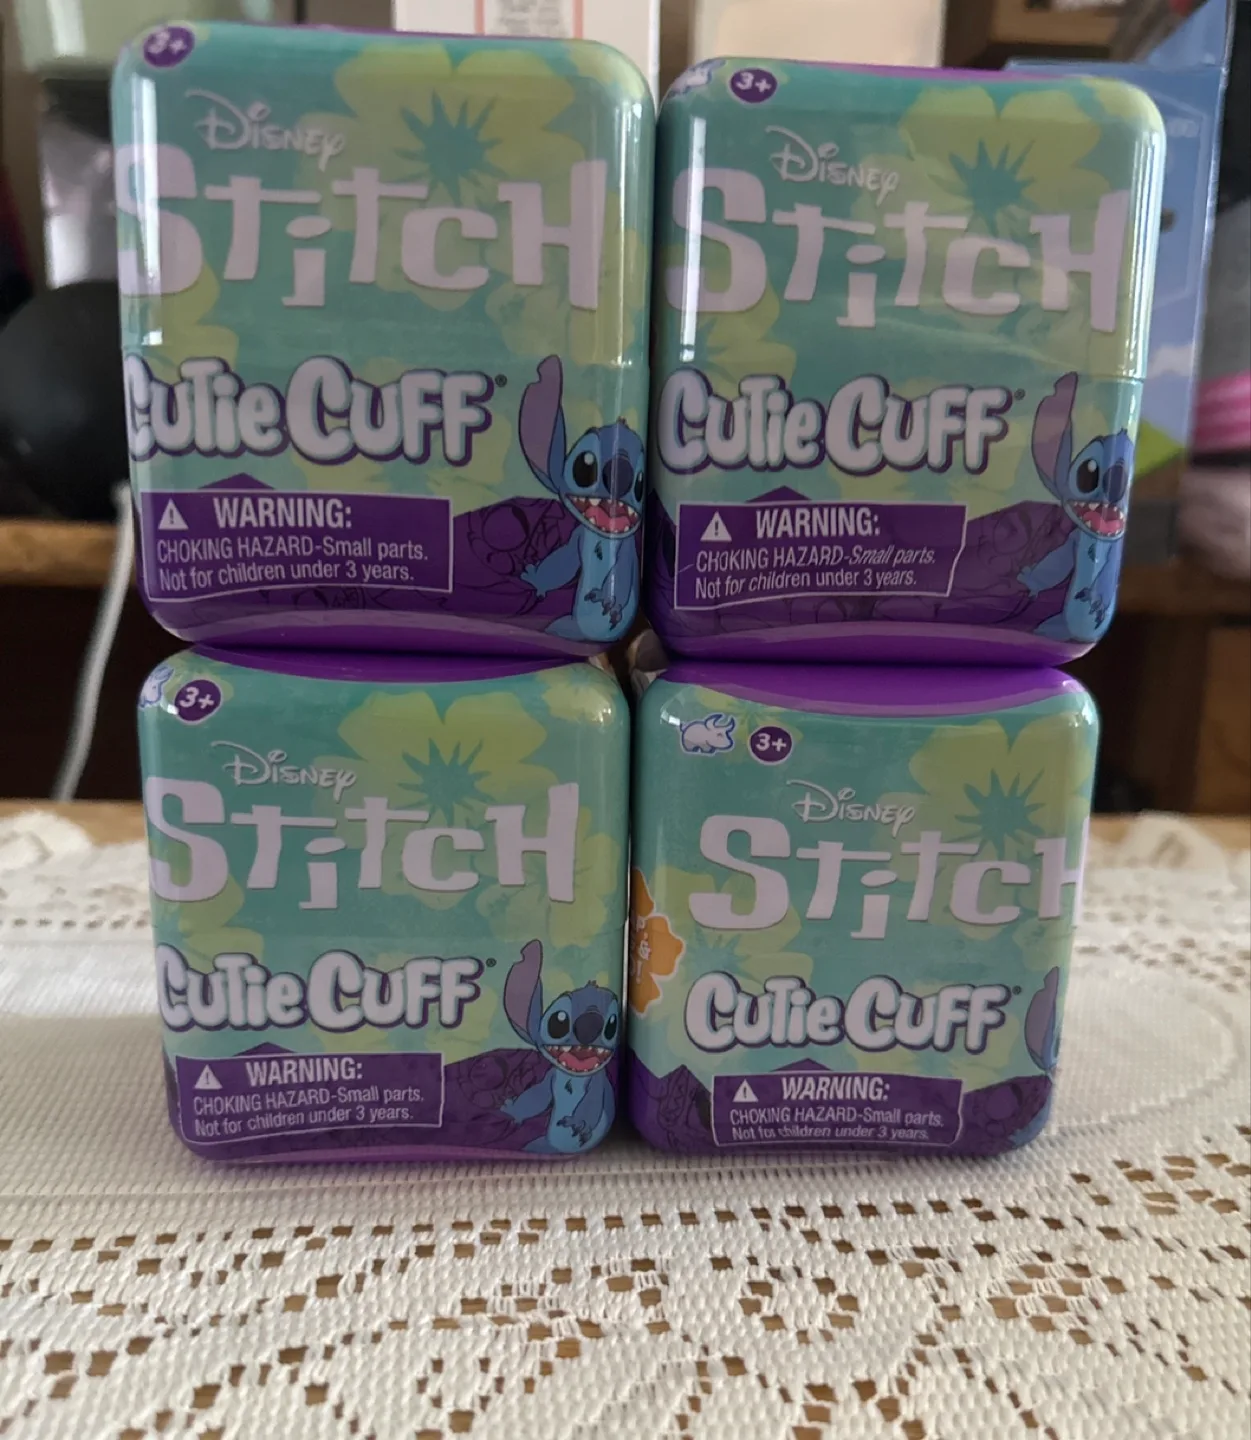 3+
Disney
Stitch
Cutie Cuff
WARNING:
CHOKING HAZARD-Small parts.
Not for children under 3 years.
3+
Disney
Stitch
Cutie Cuff
WARNING:
CHOKING HAZARD-Small parts.
Not for children under 3 years.
3+
Disney
Stitch
Cutie Cuff
WARNING:
CHOKING HAZARD-Small parts.
Not for children under 3 years.
3+
Disney
Stitch
Cutie Cuff
WARNING:
CHOKING HAZARD-Small parts.
Not for children under 3 years.